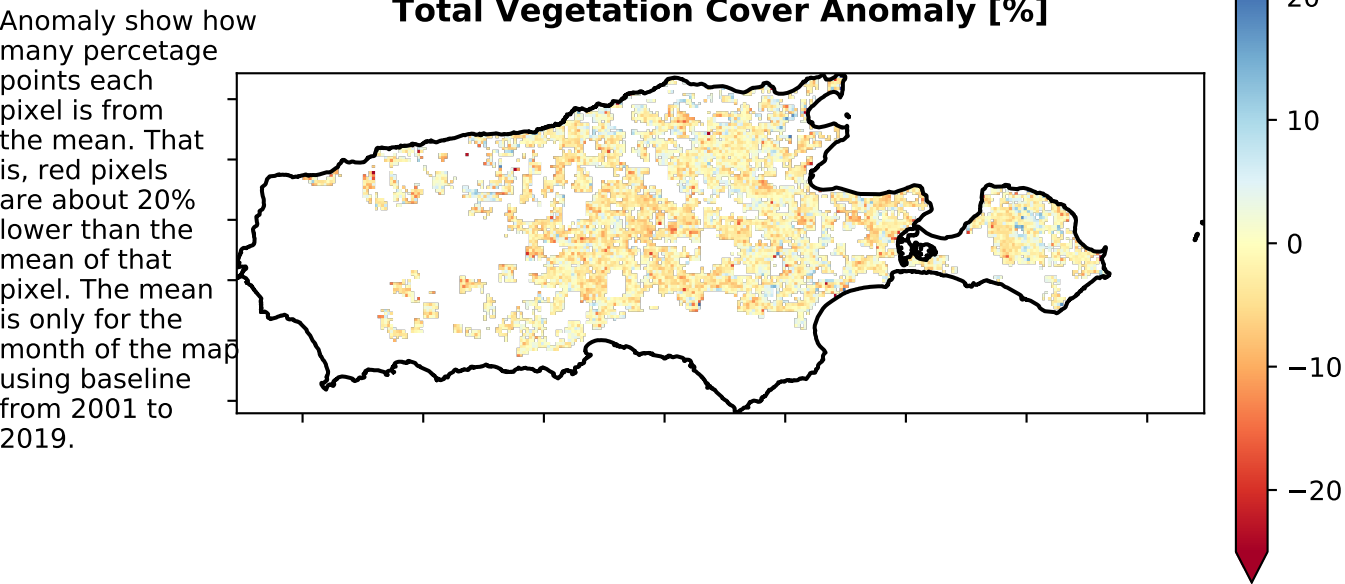 Total Vegetation Cover Anomaly [%]
Anomaly show how
many percetage
points each
pixel is from
the mean. That
is, red pixels
are about 20%
lower than the
mean of that
pixel. The mean
is only for the
month of the map
using baseline
from 2001 to
2019.
20
10
0
−10
−20